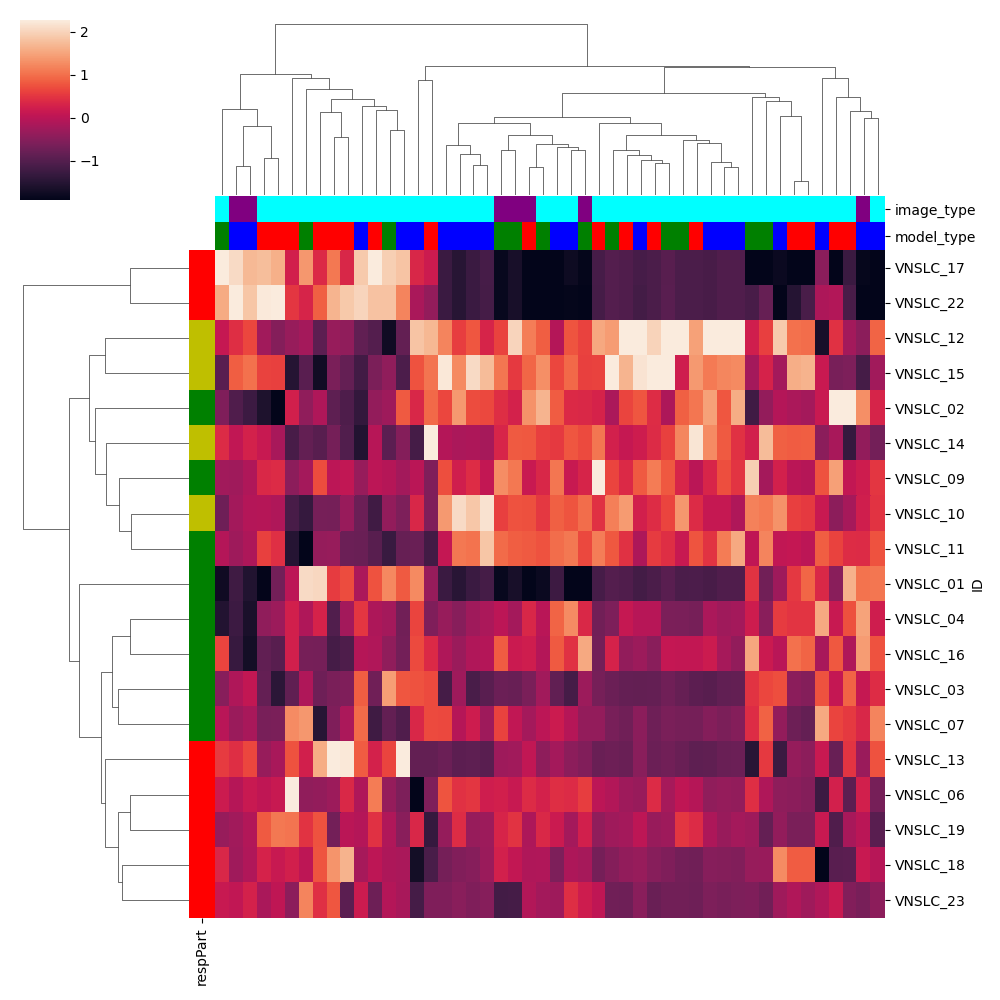 2
1
0
−1
image_type
model_type
VNSLC_17
VNSLC_22
VNSLC_12
VNSLC_15
VNSLC_02
VNSLC_14
VNSLC_09
VNSLC_10
VNSLC_11
VNSLC_01
VNSLC_04
VNSLC_16
VNSLC_03
VNSLC_07
VNSLC_13
VNSLC_06
VNSLC_19
VNSLC_18
VNSLC_23
ID
respPart